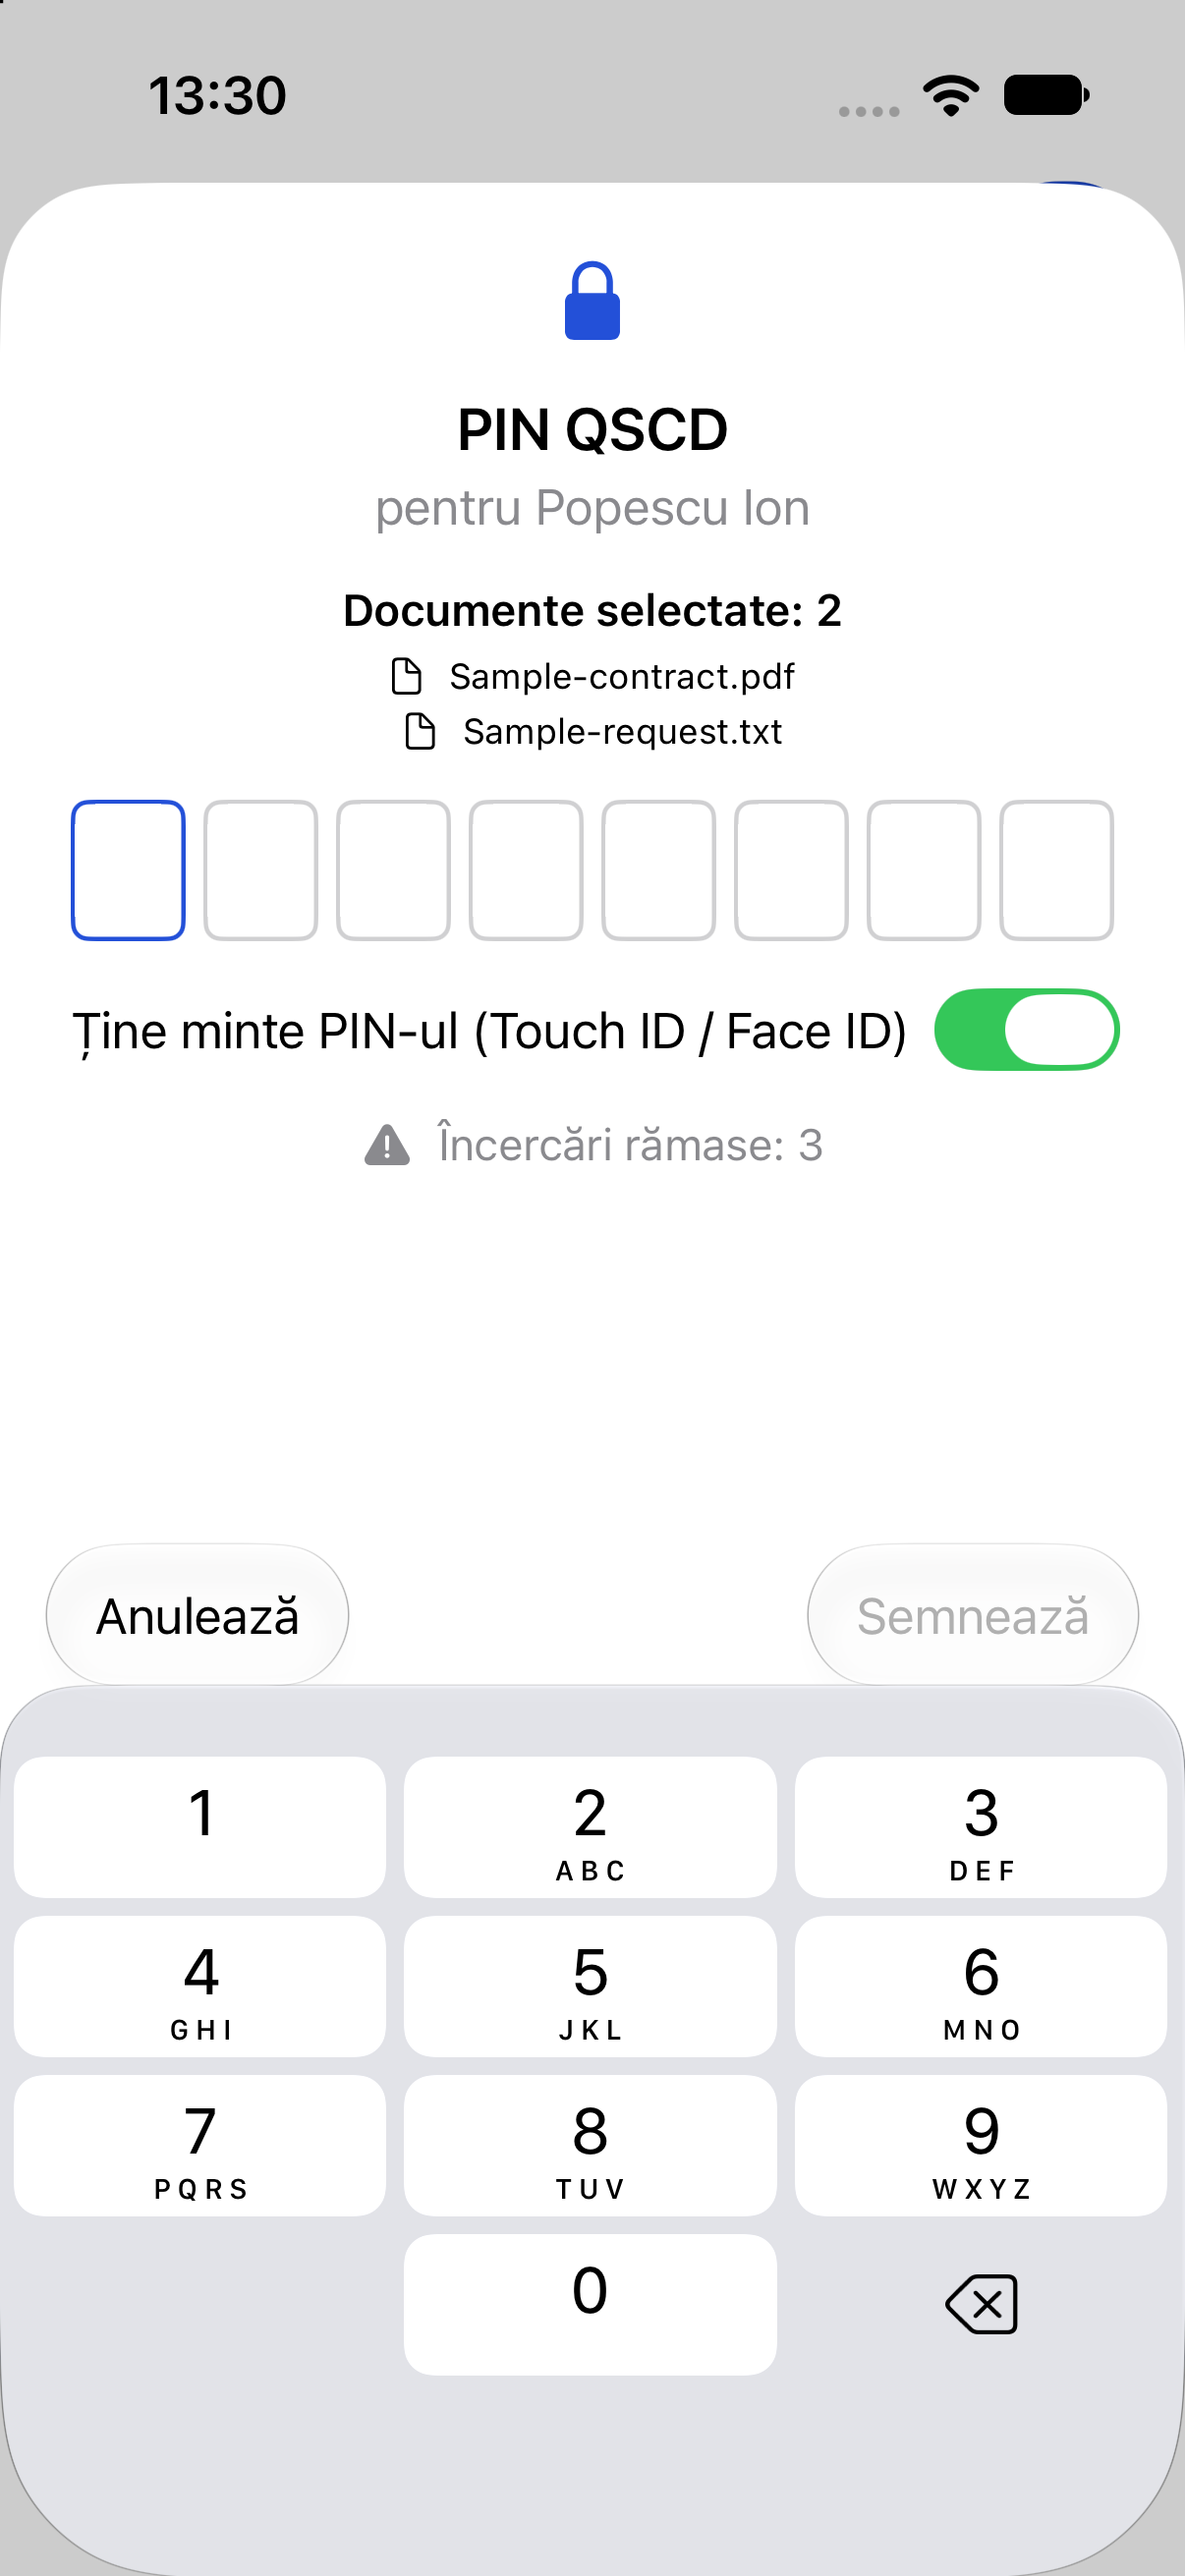 13:30
PIN QSCD
pentru Popescu Ion
Documente selectate: 2
Sample-contract.pdf
Sample-request.txt
Ține minte PIN-ul (Touch ID / Face ID)
Încercări rămase: 3
Anulează
Semnează
1
2
ABC
3
DEF
4
GHI
5
JKL
6
MNO
7
PQRS
8
TUV
9
WXYZ
0